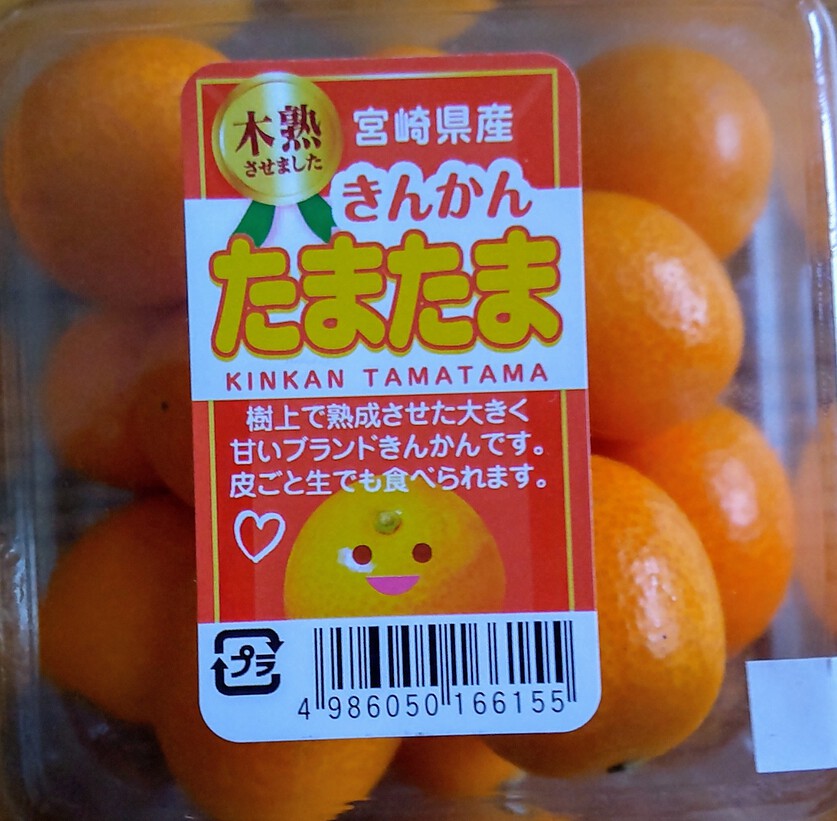 木熟
させました
宮崎県産
きんかん
たまたま
KINKAN TAMATAMA
樹上で熟成させた大きく
甘いブランドきんかんです。
皮ごと生でも食べられます。
プラ
4 986050 166155